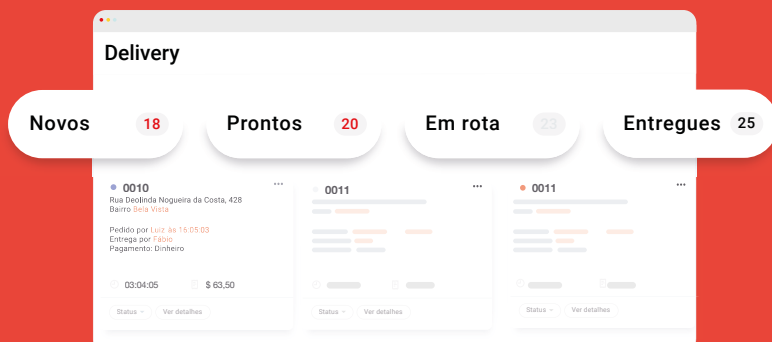 Delivery
Novos 18
Prontos 20
Em rota 23
Entregues 25
0010
Rua Deolinda Nogueira da Costa, 428
Bairro Bela Vista
Pedido por Luiz às 16:05:03
Entrega por Fábio
Pagamento: Dinheiro
03:04:05 $ 63,50
Status Ver detalhes
0011
Status Ver detalhes
0011
Status Ver detalhes